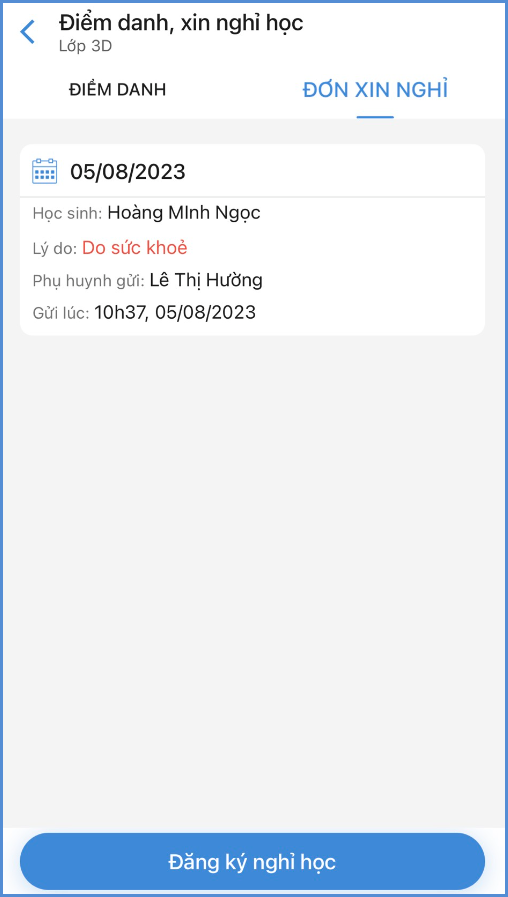 Điểm danh, xin nghỉ học
Lớp 3D
ĐIỂM DANH
ĐƠN XIN NGHỈ
05/08/2023
Học sinh: Hoàng MInh Ngọc
Lý do: Do sức khoẻ
Phụ huynh gửi: Lê Thị Hường
Gửi lúc: 10h37, 05/08/2023
Đăng ký nghỉ học